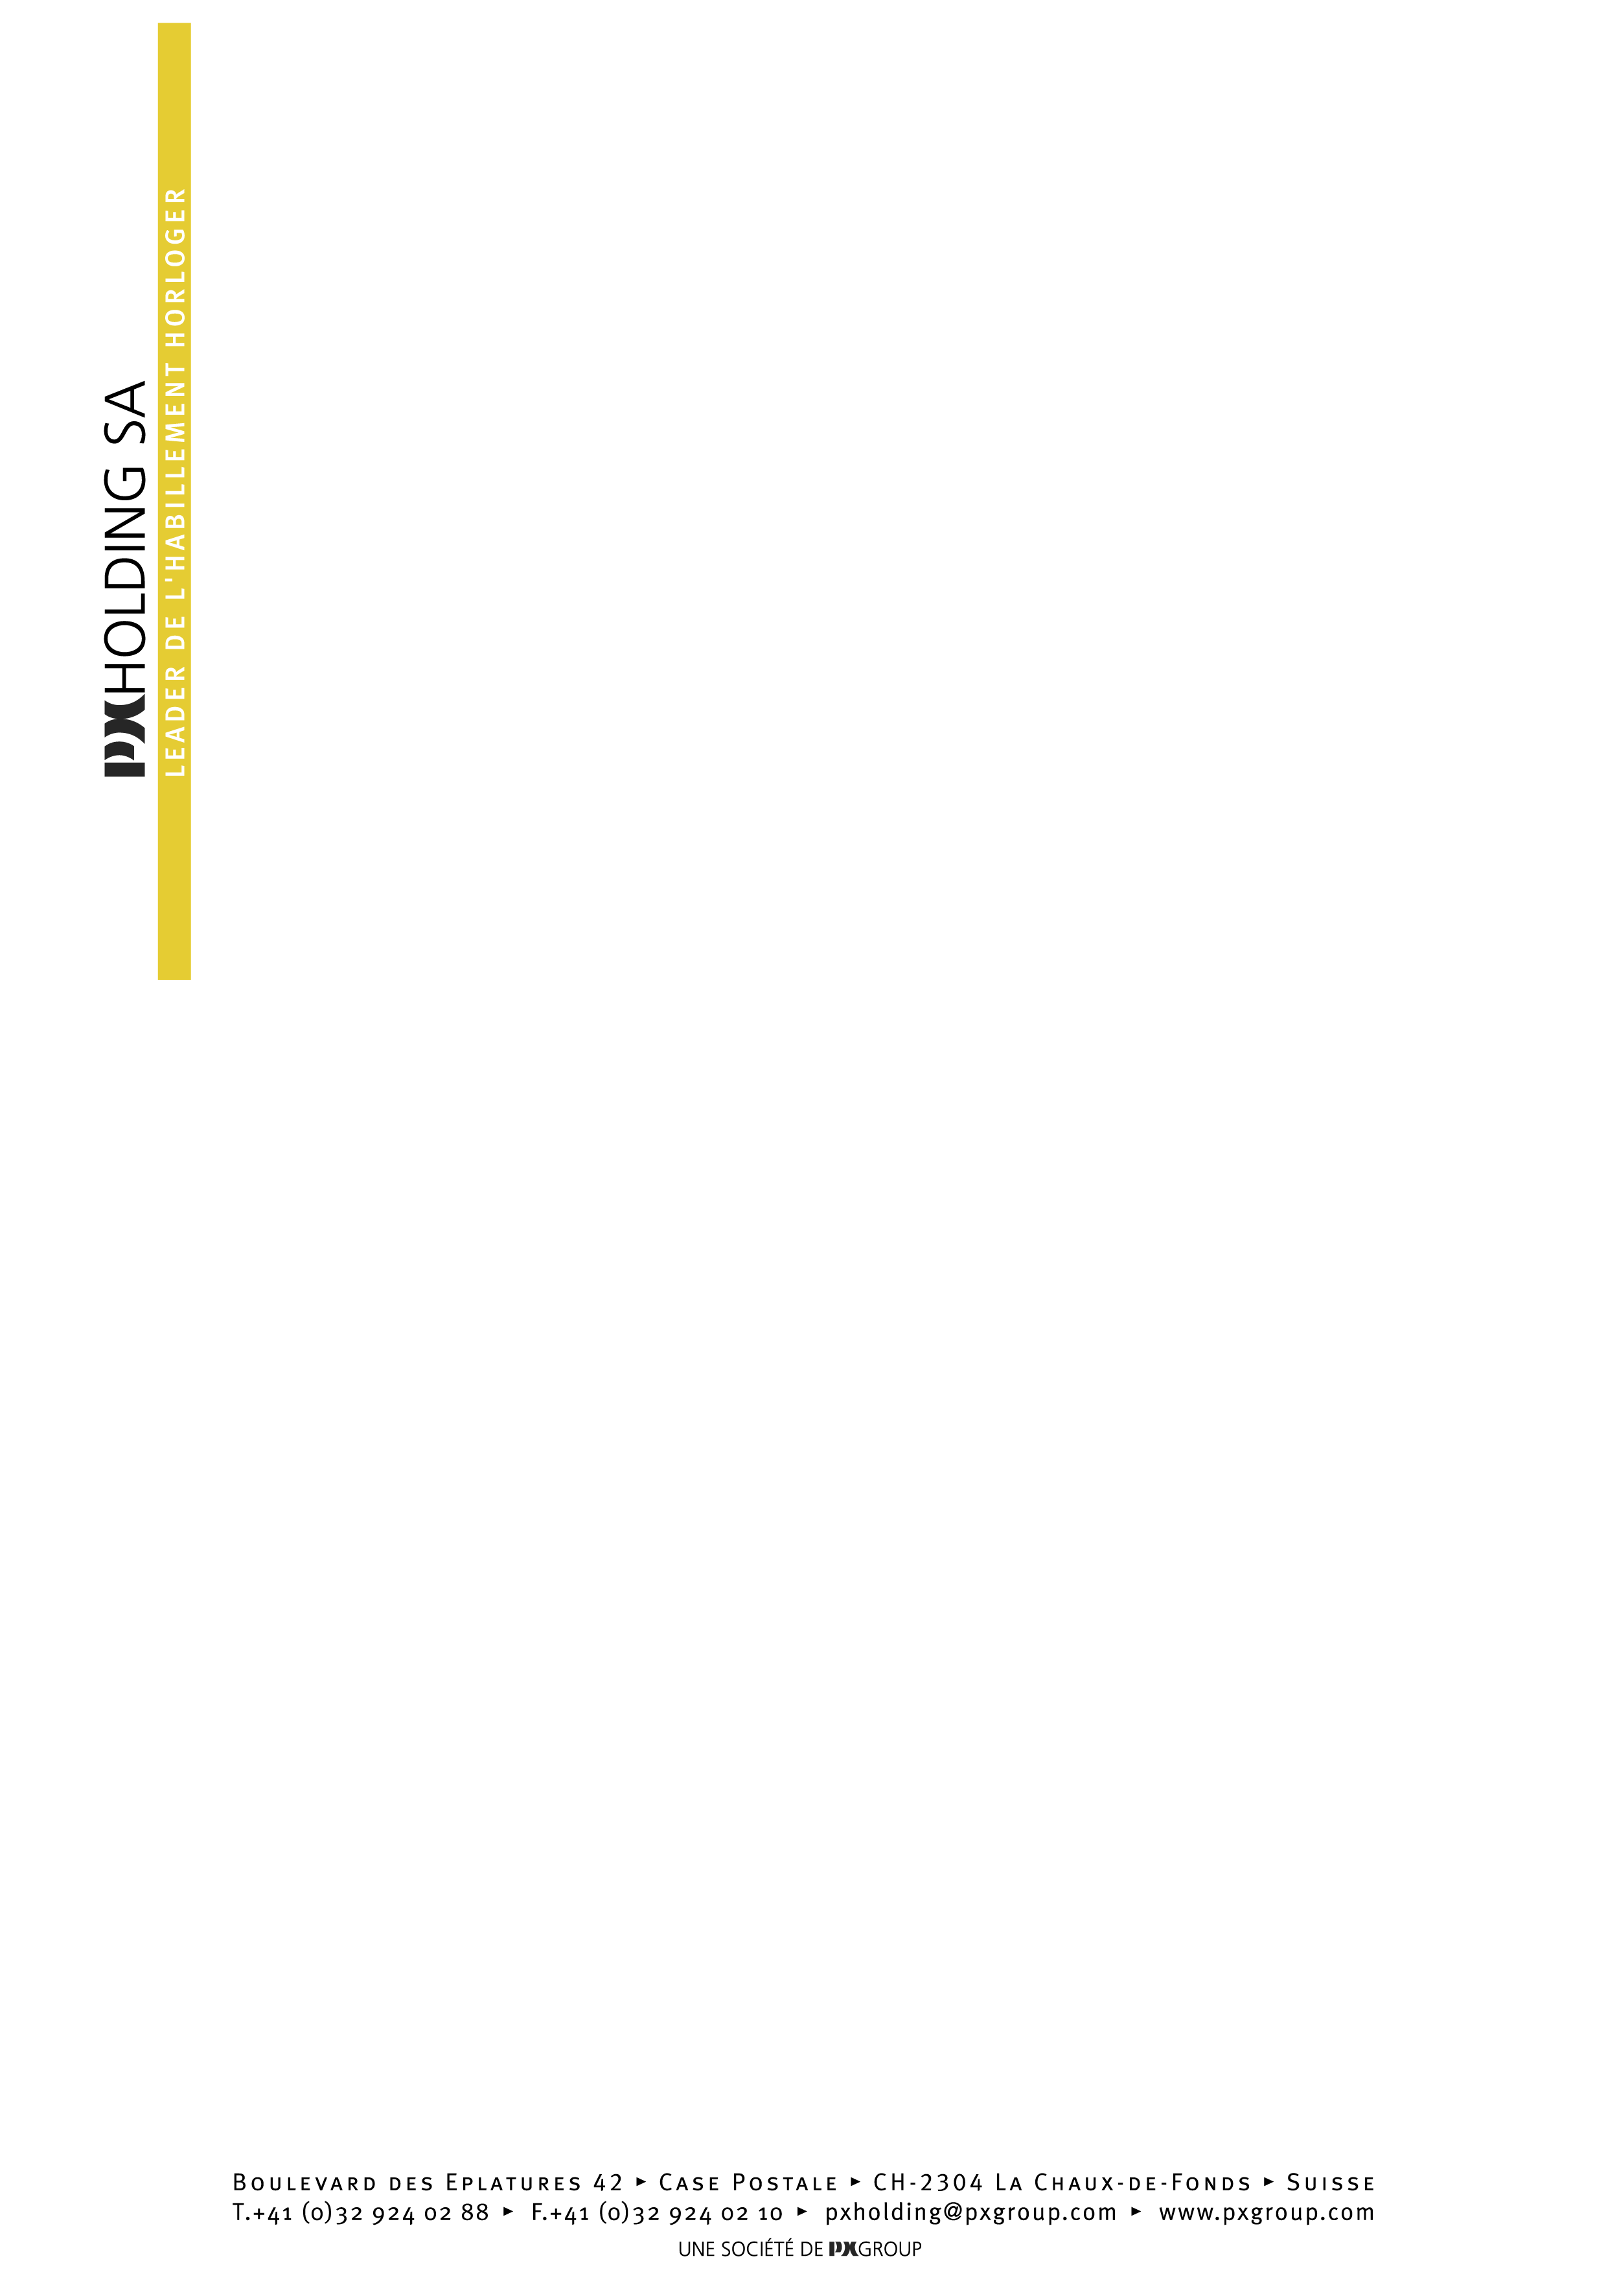 PX HOLDING SA
LEADER DE L'HABILLEMENT HORLOGER
BOULEVARD DES EPLATURES 42 ► CASE POSTALE ► CH-2304 LA CHAUX-DE-FONDS ► SUISSE
T.+41 (0)32 924 02 88 ► F.+41 (0)32 924 02 10 ► pxholding@pxgroup.com ► www.pxgroup.com
UNE SOCIÉTÉ DE PXGROUP